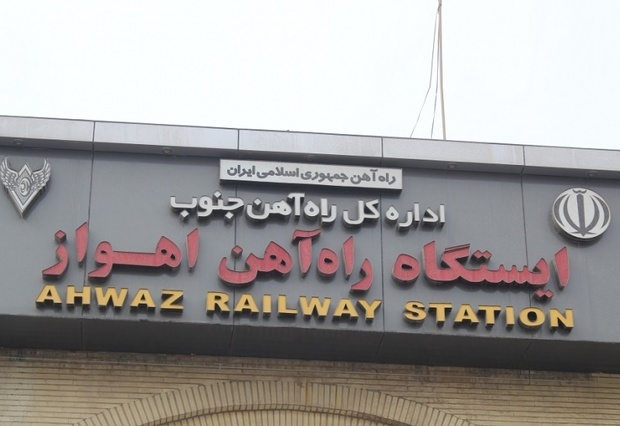 راه آهن جمهوری اسلامی ایران
اداره کل راه‌آهن جنوب
ایستگاه راه‌آهن اهواز
AHWAZ RAILWAY STATION